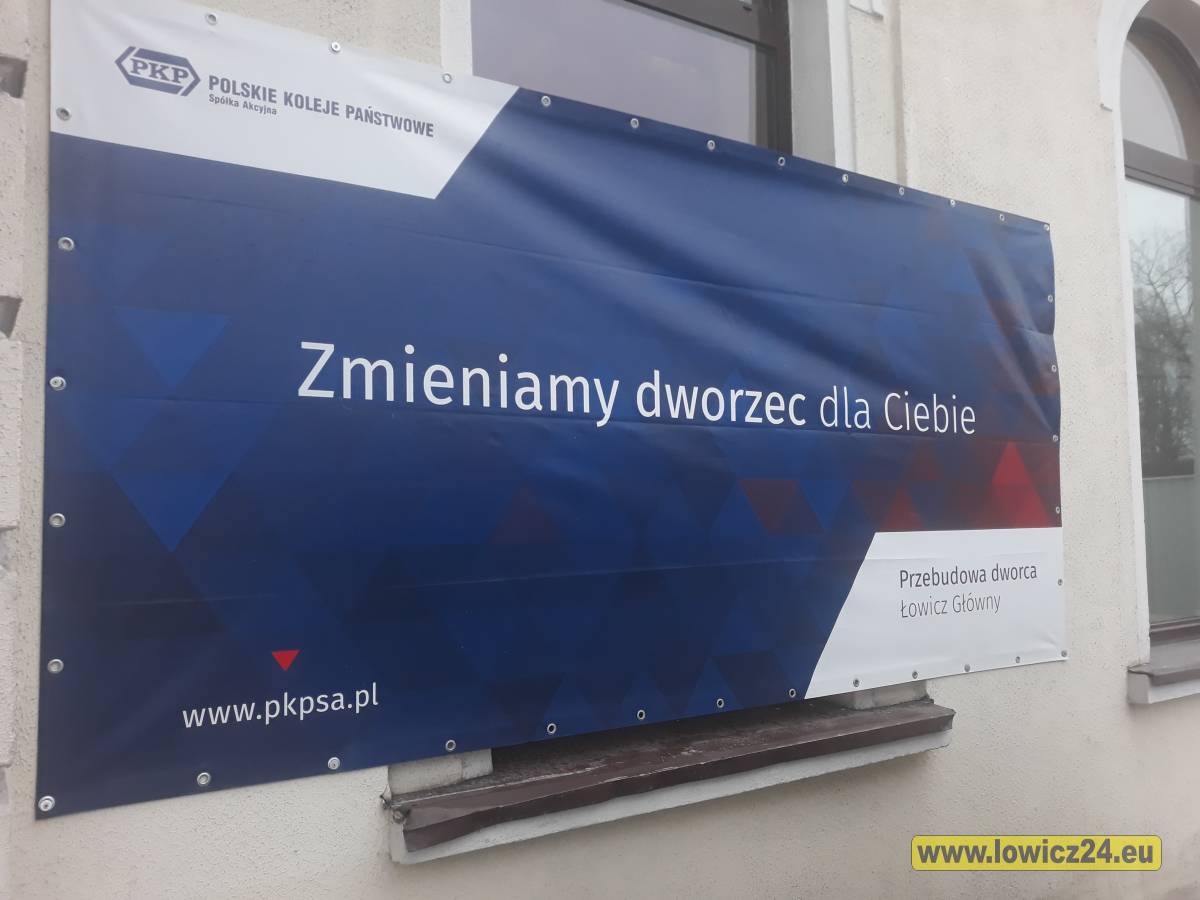 PKP
POLSKIE KOLEJE PAŃSTWOWE
Spółka Akcyjna
Zmieniamy dworzec dla Ciebie
Przebudowa dworca
Łowicz Główny
www.pkpsa.pl
www.lowicz24.eu